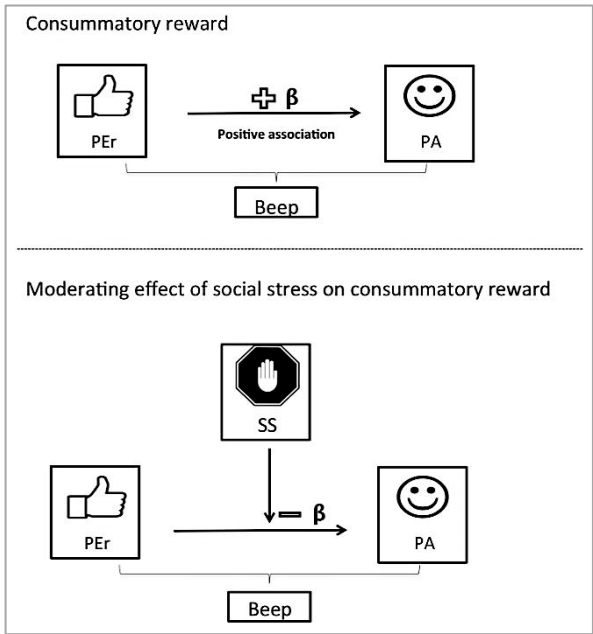 Consummatory reward
β
PEr
Positive association
PA
Beep
Moderating effect of social stress on consummatory reward
SS
β
PEr
PA
Beep